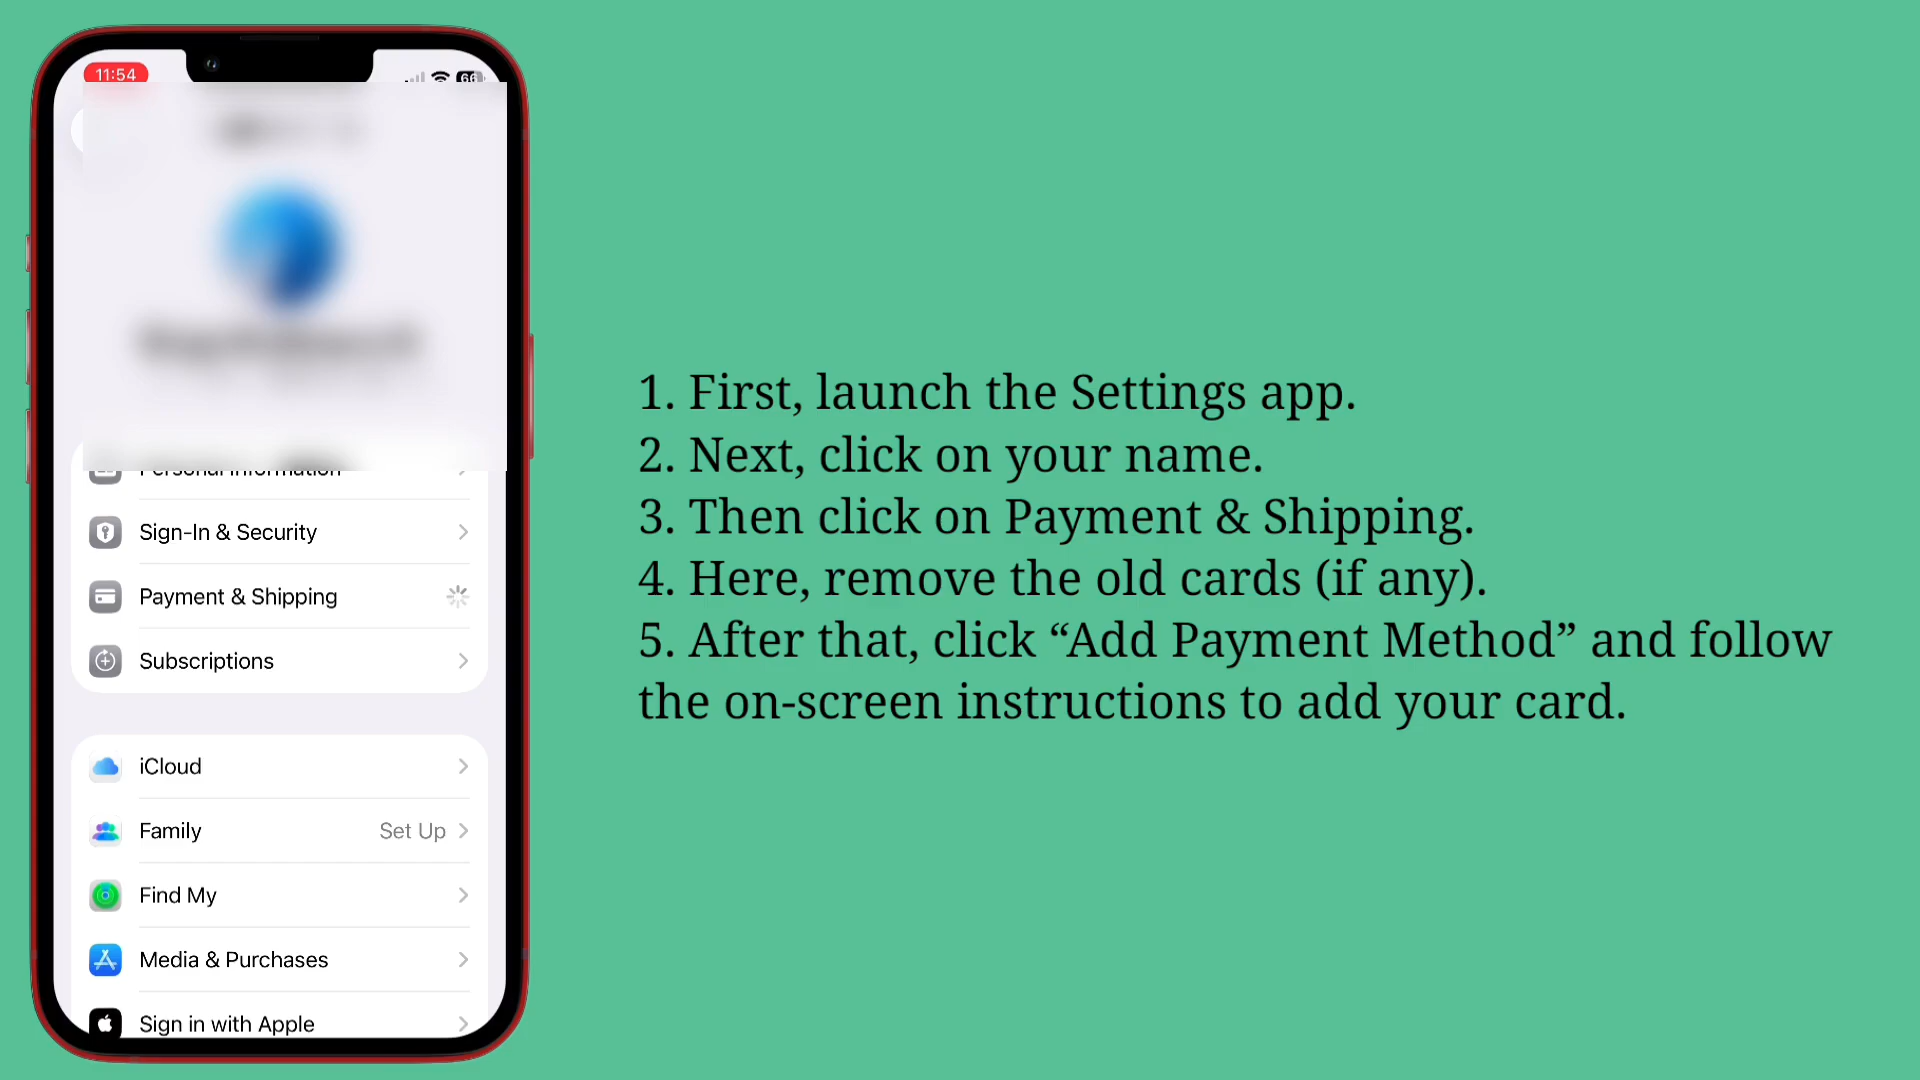 11:54
66
Personal Information
Sign-In & Security
Payment & Shipping
Subscriptions
iCloud
Family Set Up
Find My
Media & Purchases
Sign in with Apple
1. First, launch the Settings app.
2. Next, click on your name.
3. Then click on Payment & Shipping.
4. Here, remove the old cards (if any).
5. After that, click “Add Payment Method” and follow
the on-screen instructions to add your card.